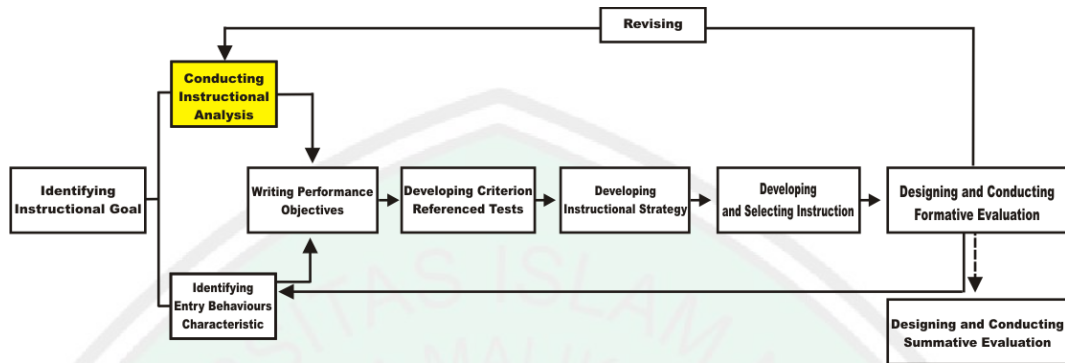 Revising
Conducting
Instructional
Analysis
Identifying
Instructional Goal
Writing Performance
Objectives
Developing Criterion
Referenced Tests
Developing
Instructional Strategy
Developing
and Selecting Instruction
Designing and Conducting
Formative Evaluation
Identifying
Entry Behaviours
Characteristic
Designing and Conducting
Summative Evaluation